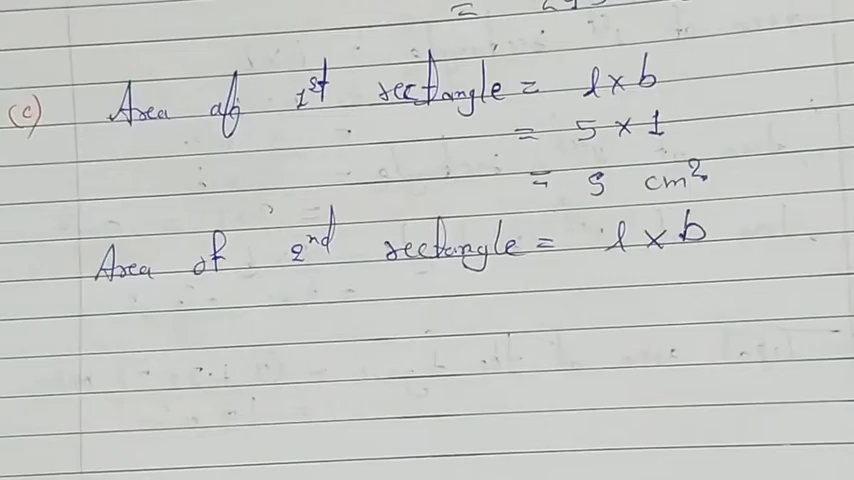 (c) Area of 1st rectangle = l × b
= 5 × 1
= 5 cm²
Area of 2nd rectangle = l × b